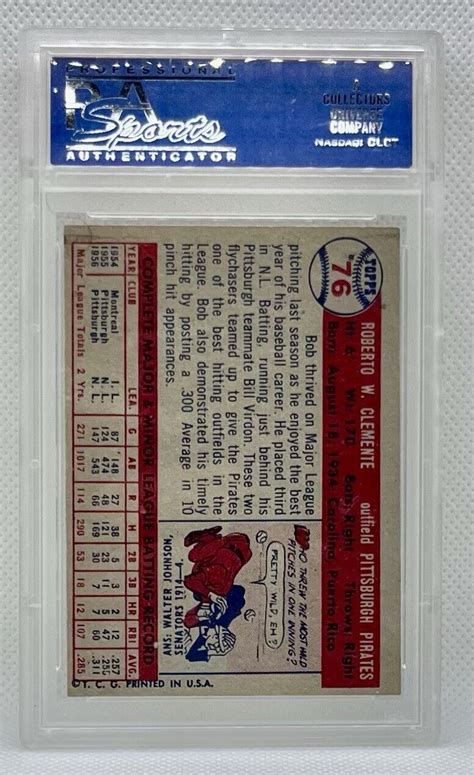 PROFESSIONAL
Sports
AUTHENTICATOR
A
COLLECTORS
UNIVERSE
COMPANY
NASDAQ: CLCT
TOPPS
76
ROBERTO W. CLEMENTE outfield PITTSBURGH PIRATES
Ht: 6 Wt: 170 Bats: Right Throws: Right
Born: August 18, 1934 Carolina, Puerto Rico
Bob thrived on Major League
pitching last season as he enjoyed the best
year of his baseball career. He placed third
in N.L. Batting, running just behind his
Pittsburgh teammate Bill Virdon. These two
flychasers teamed up to give the Pirates
one of the best hitting outfields in the
League. Bob also demonstrated his timely
hitting by posting a .300 Average in 10
pinch hit appearances.
WHO THREW THE MOST WILD
PITCHES IN ONE INNING?
PRETTY WILD, EH?
ANS: WALTER JOHNSON,
SENATORS 1914
COMPLETE MAJOR & MINOR LEAGUE BATTING RECORD
YEAR CLUB LEA. G AB R H 2B 3B HR RBI AVG.
1954 Montreal I. L. 87 148 27 38 5 3 2 12 .257
1955 Pittsburgh N. L. 124 474 48 121 23 11 5 47 .255
1956 Pittsburgh N. L. 147 543 66 169 30 7 7 60 .311
Major League Totals 2 Yrs. 271 1017 114 290 53 18 12 107 .285
© T. C. G. PRINTED IN U.S.A.